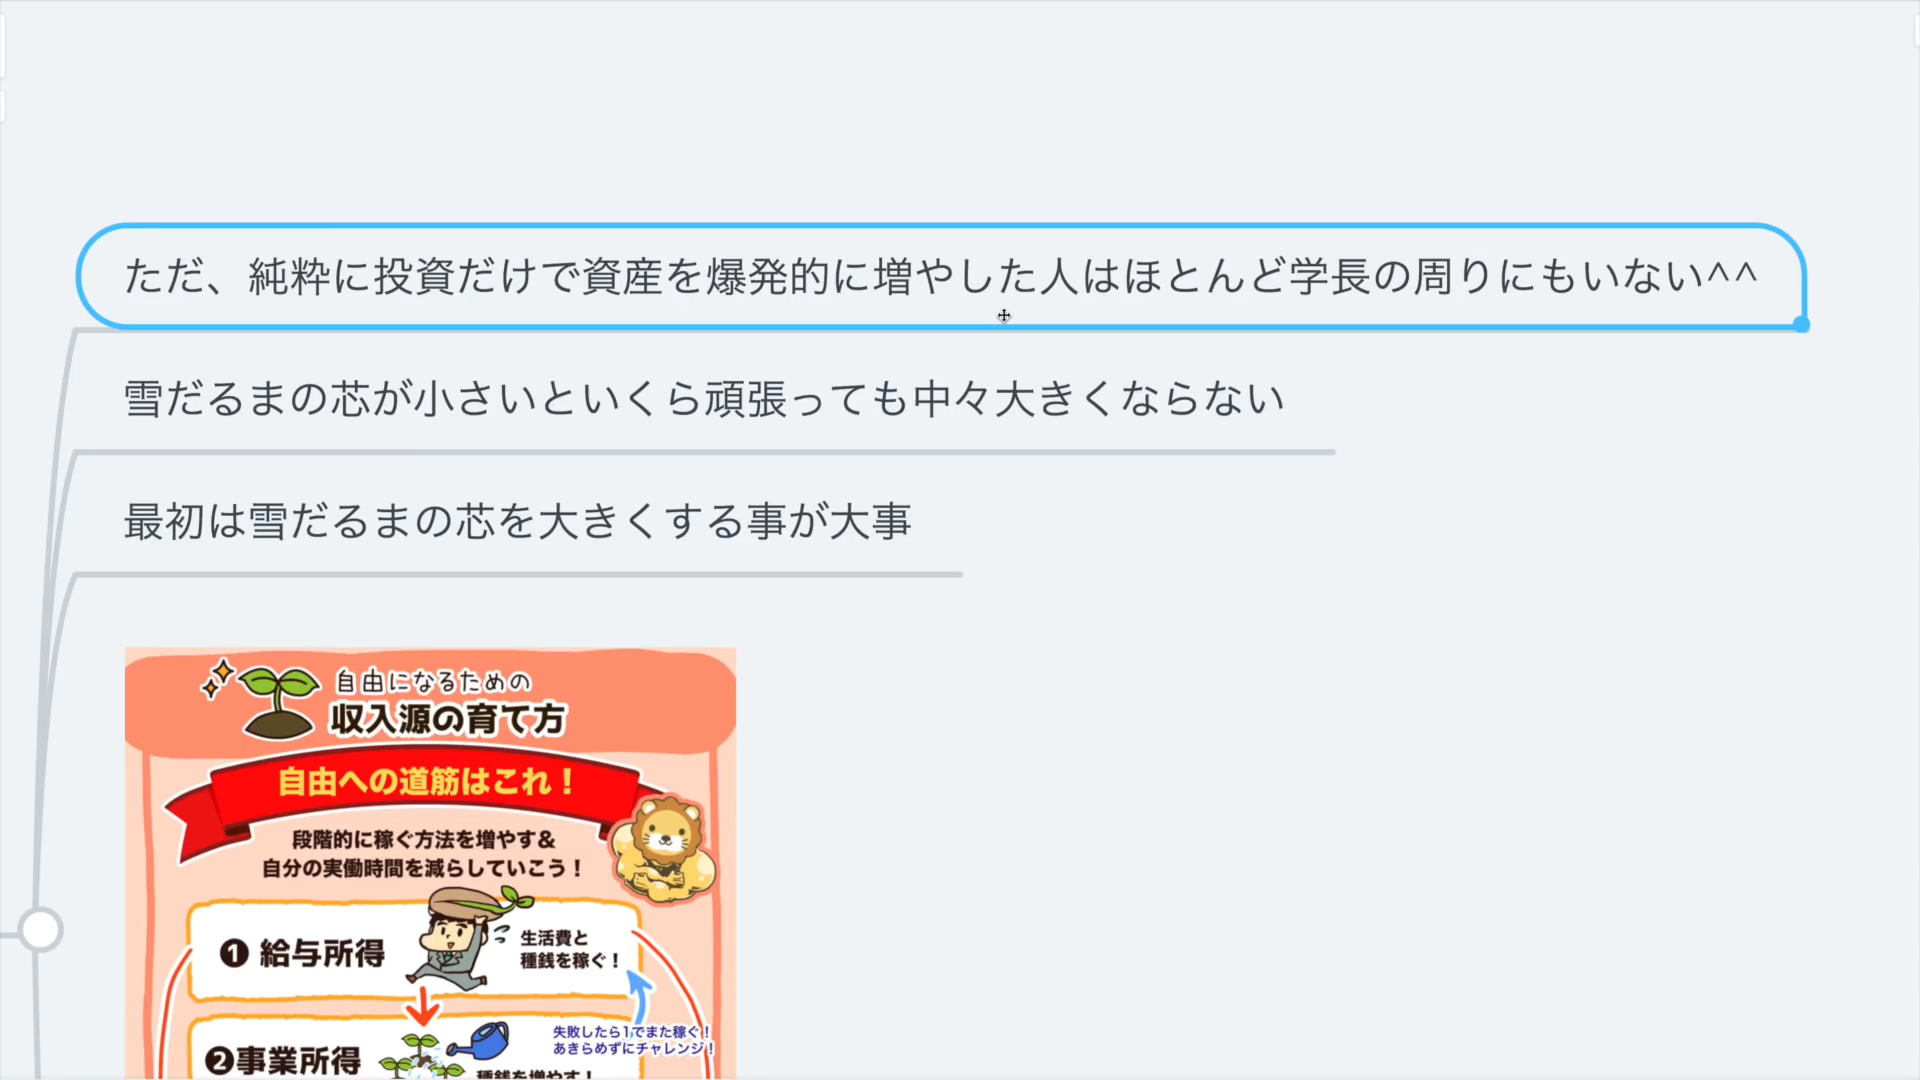 ただ、純粋に投資だけで資産を爆発的に増やした人はほとんど学長の周りにもいない^^
雪だるまの芯が小さいといくら頑張っても中々大きくならない
最初は雪だるまの芯を大きくする事が大事
自由になるための
収入源の育て方
自由への道筋はこれ！
段階的に稼ぐ方法を増やす&
自分の実働時間を減らしていこう！
❶ 給与所得
生活費と
種銭を稼ぐ！
失敗したら1でまた稼ぐ！
あきらめずにチャレンジ！
❷事業所得
種銭を増やす！